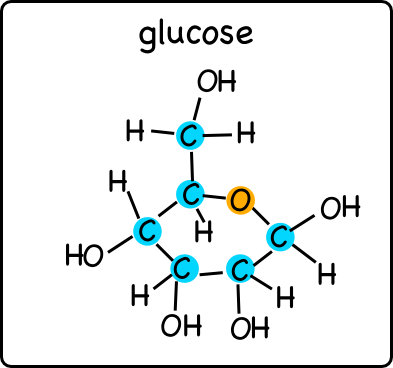 glucose
OH
H C H
H C O OH
HO C H C
H C C H H
OH OH